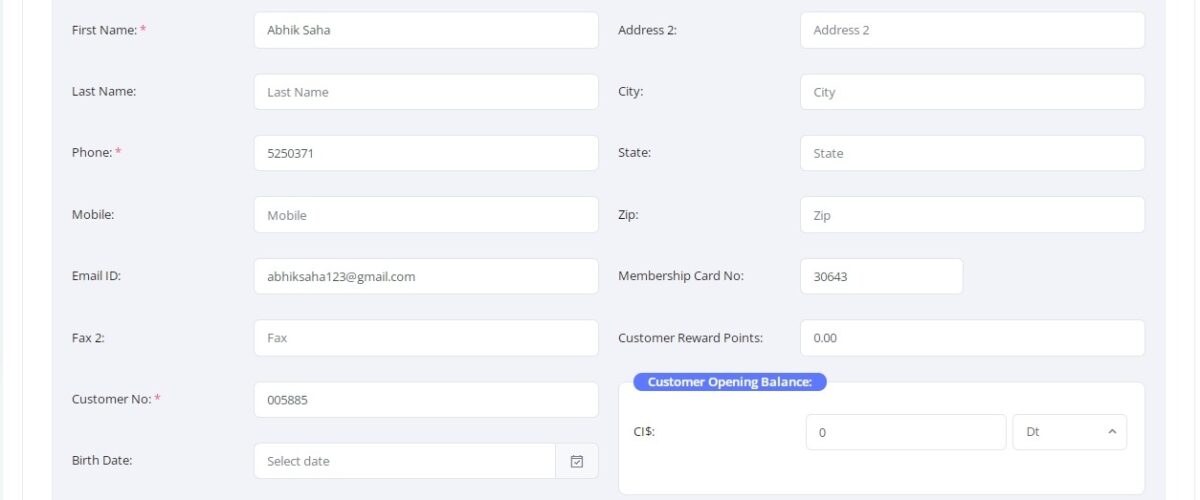 First Name: * Abhik Saha Address 2: Address 2
Last Name: Last Name City: City
Phone: * 5250371 State: State
Mobile: Mobile Zip: Zip
Email ID: abhiksaha123@gmail.com Membership Card No: 30643
Fax 2: Fax Customer Reward Points: 0.00
Customer Opening Balance:
Customer No: * 005885
CI$: 0 Dt
Birth Date: Select date